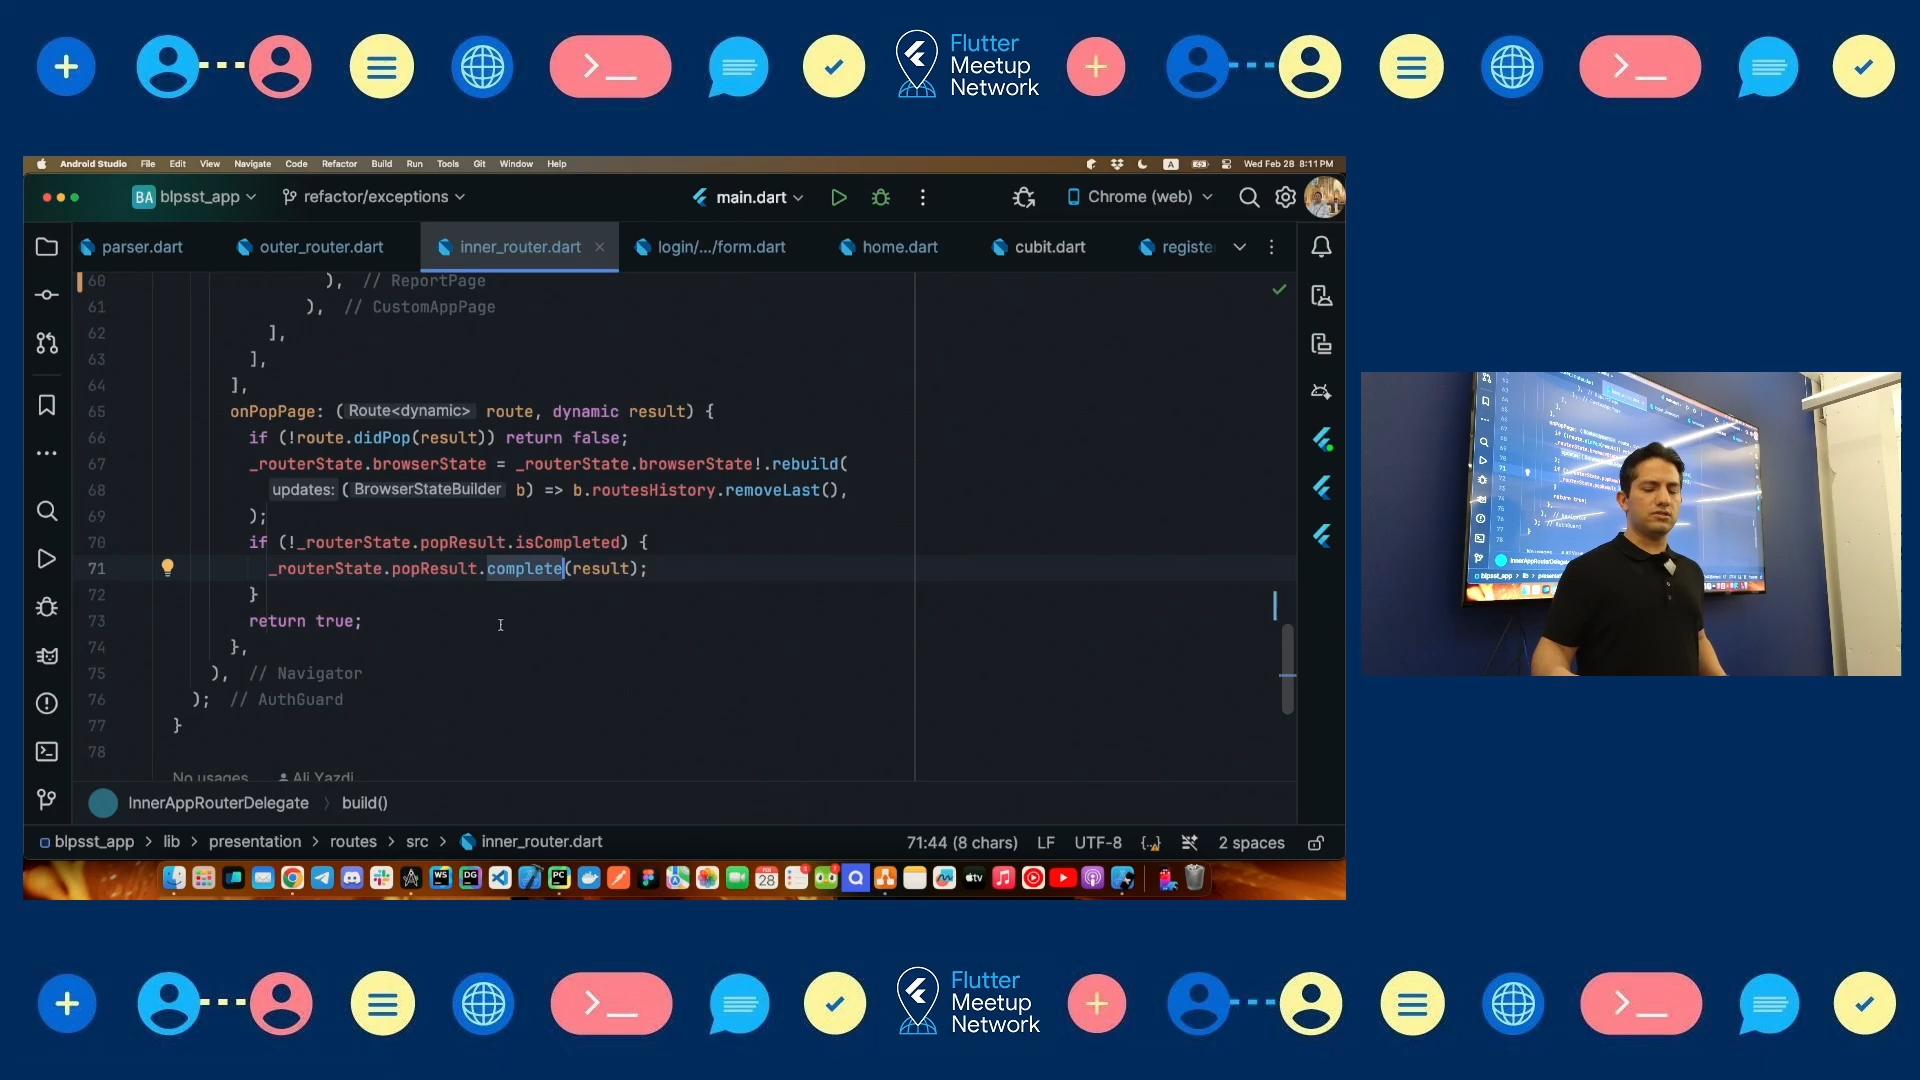 Flutter
Meetup
Network
Android Studio File Edit View Navigate Code Refactor Build Run Tools Git Window Help
A
Wed Feb 28 8:11 PM
BA blpsst_app
refactor/exceptions
main.dart
Chrome (web)
parser.dart
outer_router.dart
inner_router.dart
login/.../form.dart
home.dart
cubit.dart
registe
60 ), // ReportPage
61 ), // CustomAppPage
62 ],
63 ],
64 ],
65 onPopPage: (Route<dynamic> route, dynamic result) {
66 if (!route.didPop(result)) return false;
67 _routerState.browserState = _routerState.browserState!.rebuild(
68 updates: (BrowserStateBuilder b) => b.routesHistory.removeLast(),
69 );
70 if (!_routerState.popResult.isCompleted) {
71 _routerState.popResult.complete(result);
72 }
73 return true;
74 },
75 ), // Navigator
76 ); // AuthGuard
77 }
78
No usages Ali Yazdi
InnerAppRouterDelegate > build()
blpsst_app > lib > presentation > routes > src > inner_router.dart
71:44 (8 chars) LF UTF-8 2 spaces
WS
DG
PC
28
tv
Flutter
Meetup
Network